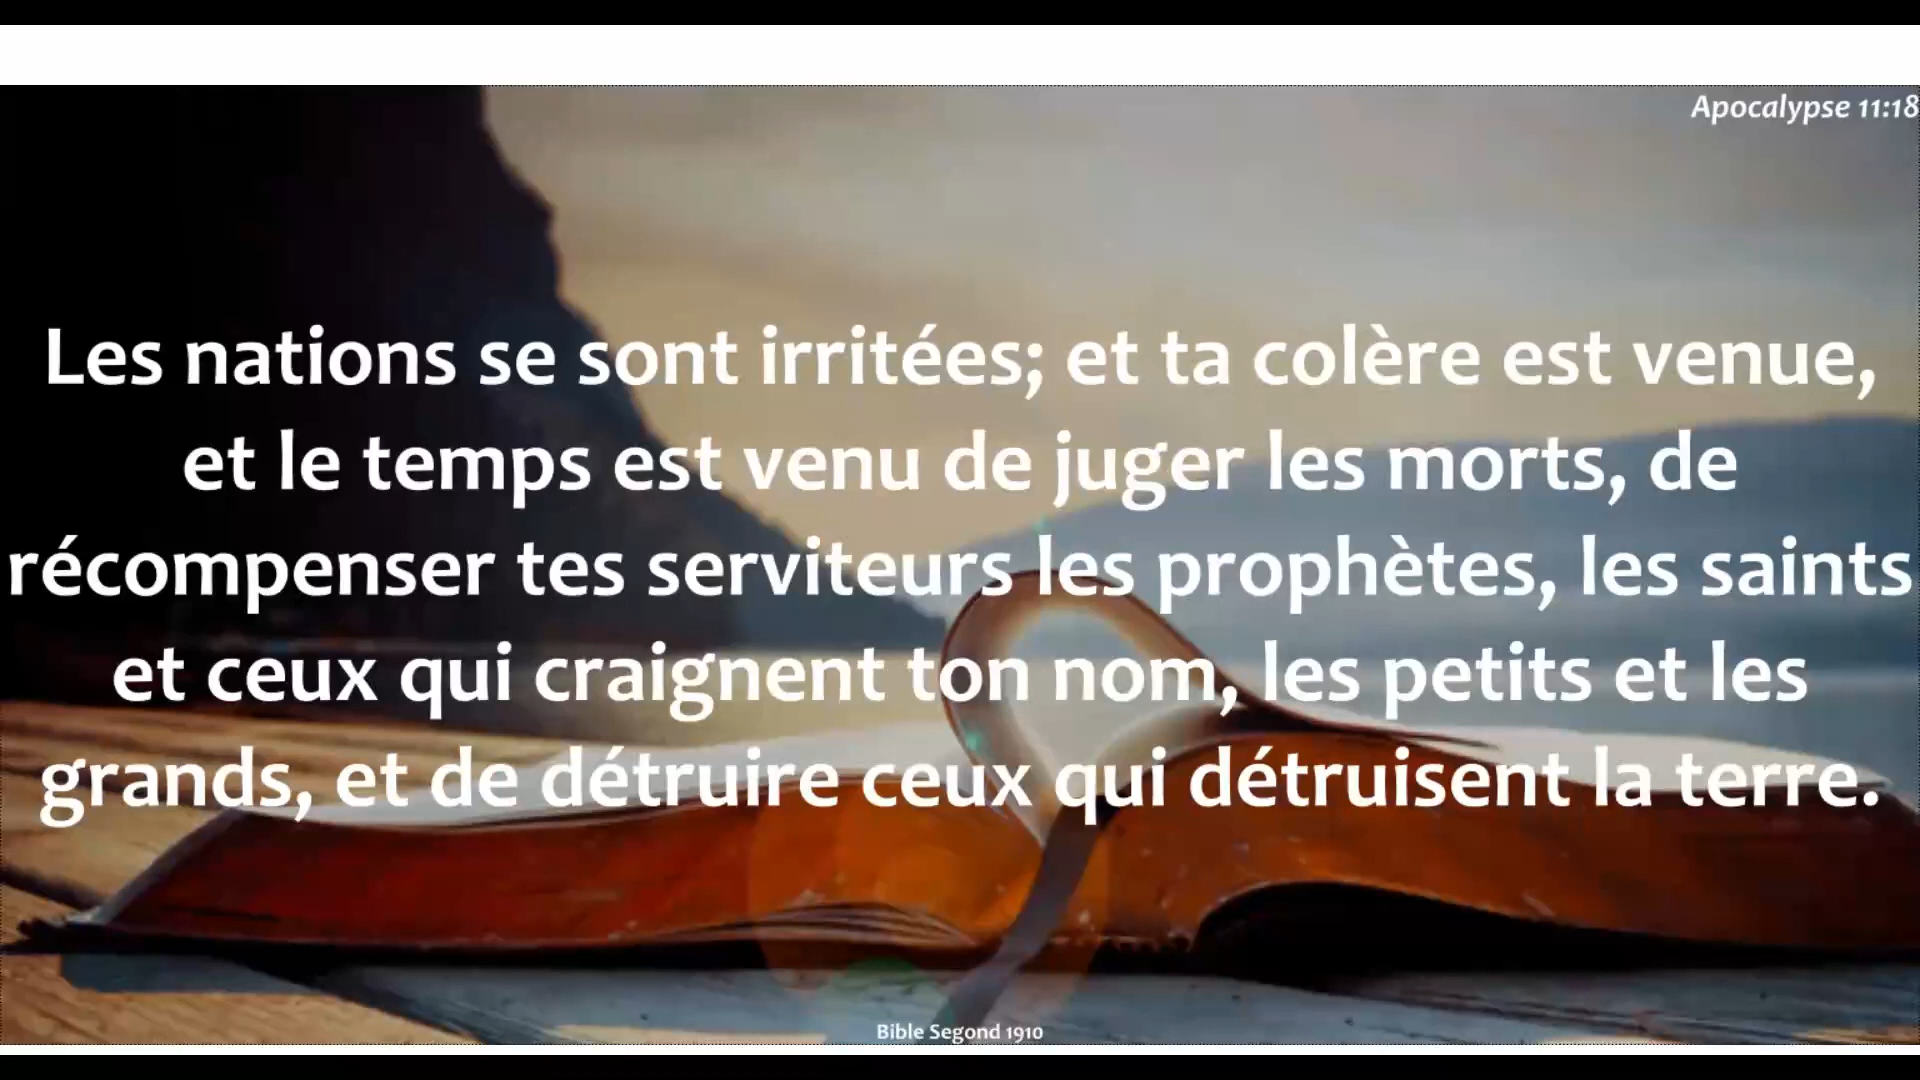 Apocalypse 11:18
Les nations se sont irritées; et ta colère est venue,
et le temps est venu de juger les morts, de
récompenser tes serviteurs les prophètes, les saints
et ceux qui craignent ton nom, les petits et les
grands, et de détruire ceux qui détruisent la terre.
Bible Segond 1910